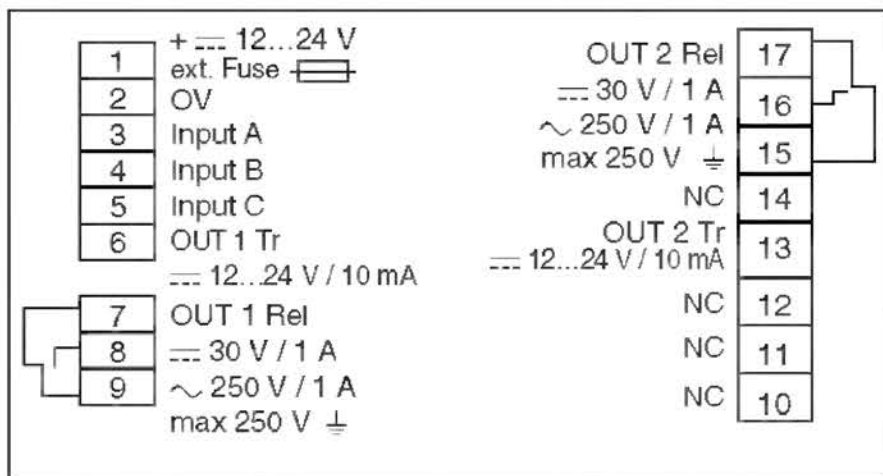 1 + ⎓ 12...24 V
ext. Fuse
2 OV
3 Input A
4 Input B
5 Input C
6 OUT 1 Tr
⎓ 12...24 V / 10 mA
7 OUT 1 Rel
8 ⎓ 30 V / 1 A
9 ~ 250 V / 1 A
max 250 V ⏚
OUT 2 Rel 17
⎓ 30 V / 1 A 16
~ 250 V / 1 A
max 250 V ⏚ 15
NC 14
OUT 2 Tr 13
⎓ 12...24 V / 10 mA
NC 12
NC 11
NC 10